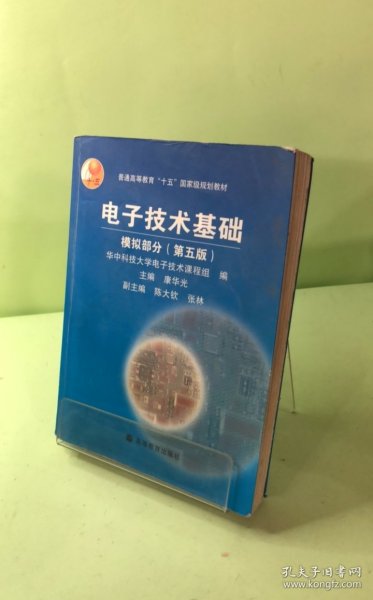 十五
普通高等教育“十五”国家级规划教材
电子技术基础
模拟部分（第五版）
华中科技大学电子技术课程组 编
主编 康华光
副主编 陈大钦 张林
高等教育出版社
孔夫子旧书网
www.kongfz.com